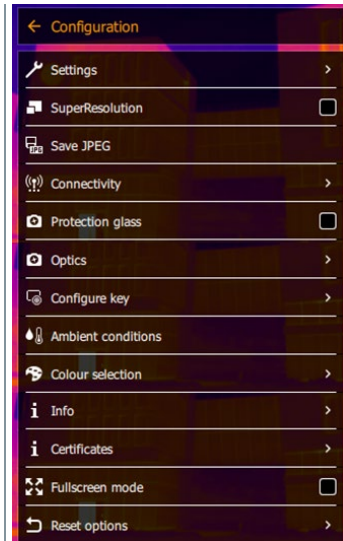 Configuration
Settings
SuperResolution
JPG
Save JPEG
Connectivity
Protection glass
Optics
Configure key
Ambient conditions
Colour selection
Info
Certificates
Fullscreen mode
Reset options